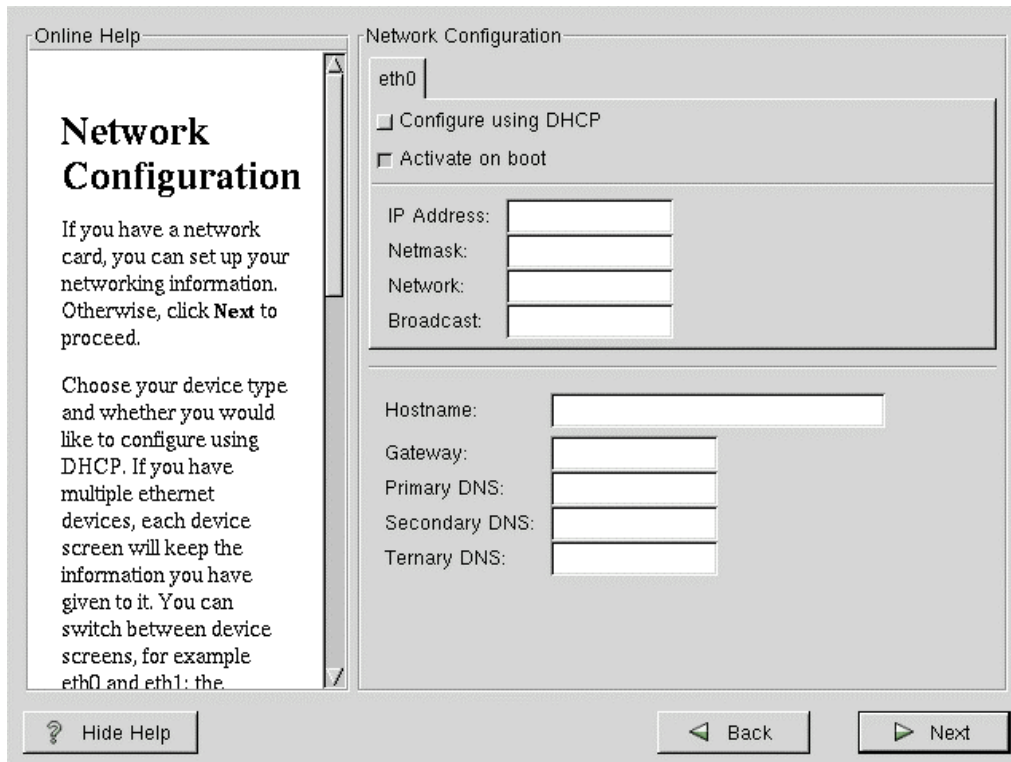 Online Help
Network
Configuration
If you have a network
card, you can set up your
networking information.
Otherwise, click Next to
proceed.
Choose your device type
and whether you would
like to configure using
DHCP. If you have
multiple ethernet
devices, each device
screen will keep the
information you have
given to it. You can
switch between device
screens, for example
eth0 and eth1; the
Network Configuration
eth0
Configure using DHCP
Activate on boot
IP Address:
Netmask:
Network:
Broadcast:
Hostname:
Gateway:
Primary DNS:
Secondary DNS:
Ternary DNS:
Hide Help
Back
Next